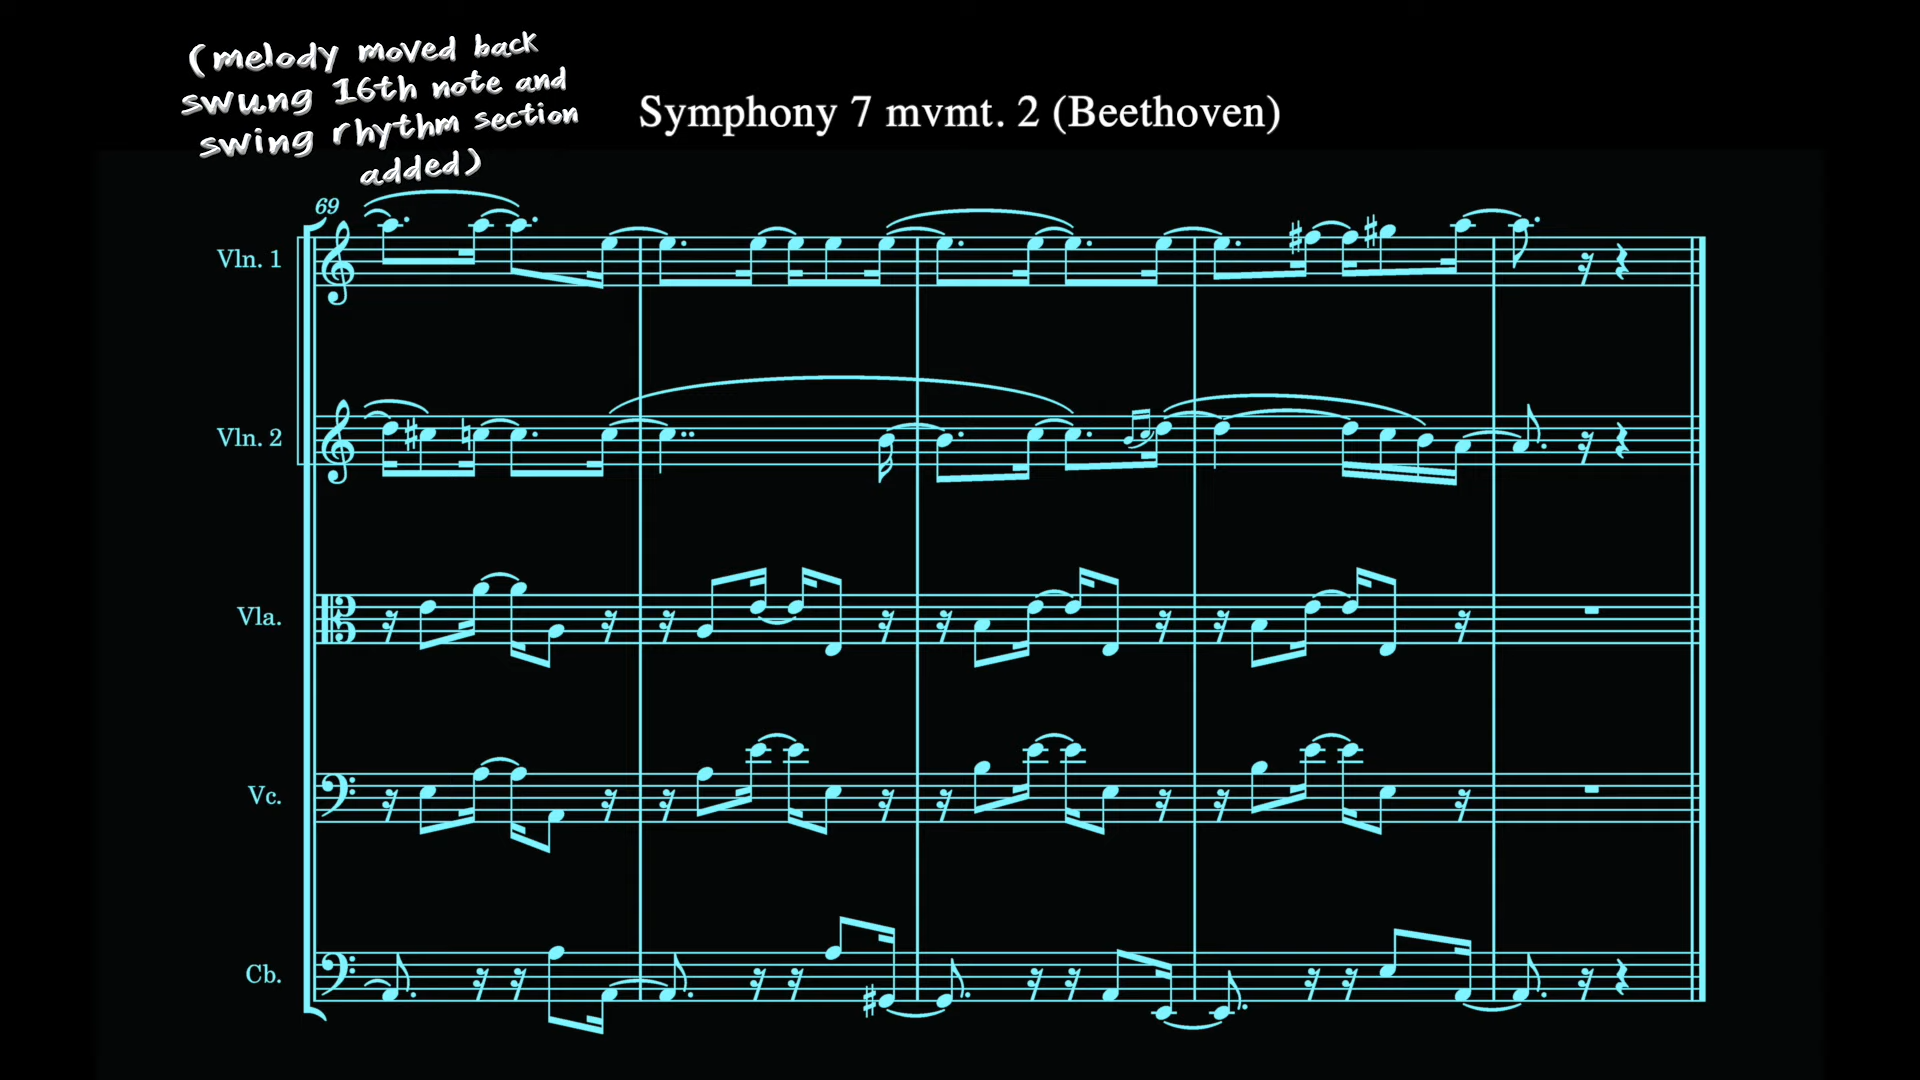 (melody moved back
swung 16th note and
swing rhythm section
added)
Symphony 7 mvmt. 2 (Beethoven)
69
Vln. 1
Vln. 2
Vla.
Vc.
Cb.